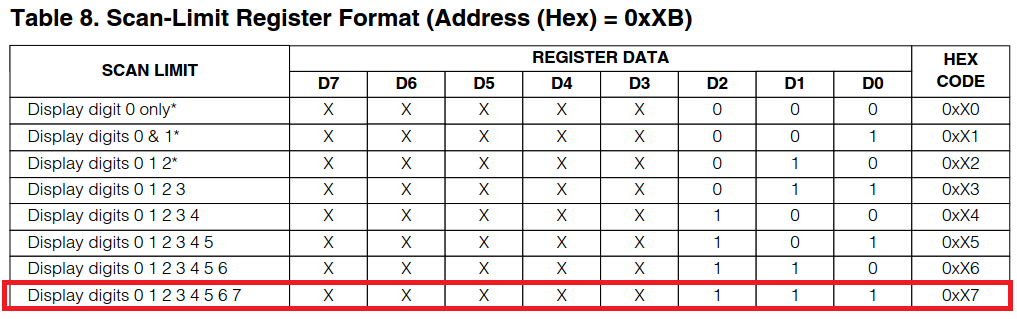 Table 8. Scan-Limit Register Format (Address (Hex) = 0xXB)
SCAN LIMIT REGISTER DATA HEX CODE
D7 D6 D5 D4 D3 D2 D1 D0
Display digit 0 only* X X X X X 0 0 0 0xX0
Display digits 0 & 1* X X X X X 0 0 1 0xX1
Display digits 0 1 2* X X X X X 0 1 0 0xX2
Display digits 0 1 2 3 X X X X X 0 1 1 0xX3
Display digits 0 1 2 3 4 X X X X X 1 0 0 0xX4
Display digits 0 1 2 3 4 5 X X X X X 1 0 1 0xX5
Display digits 0 1 2 3 4 5 6 X X X X X 1 1 0 0xX6
Display digits 0 1 2 3 4 5 6 7 X X X X X 1 1 1 0xX7